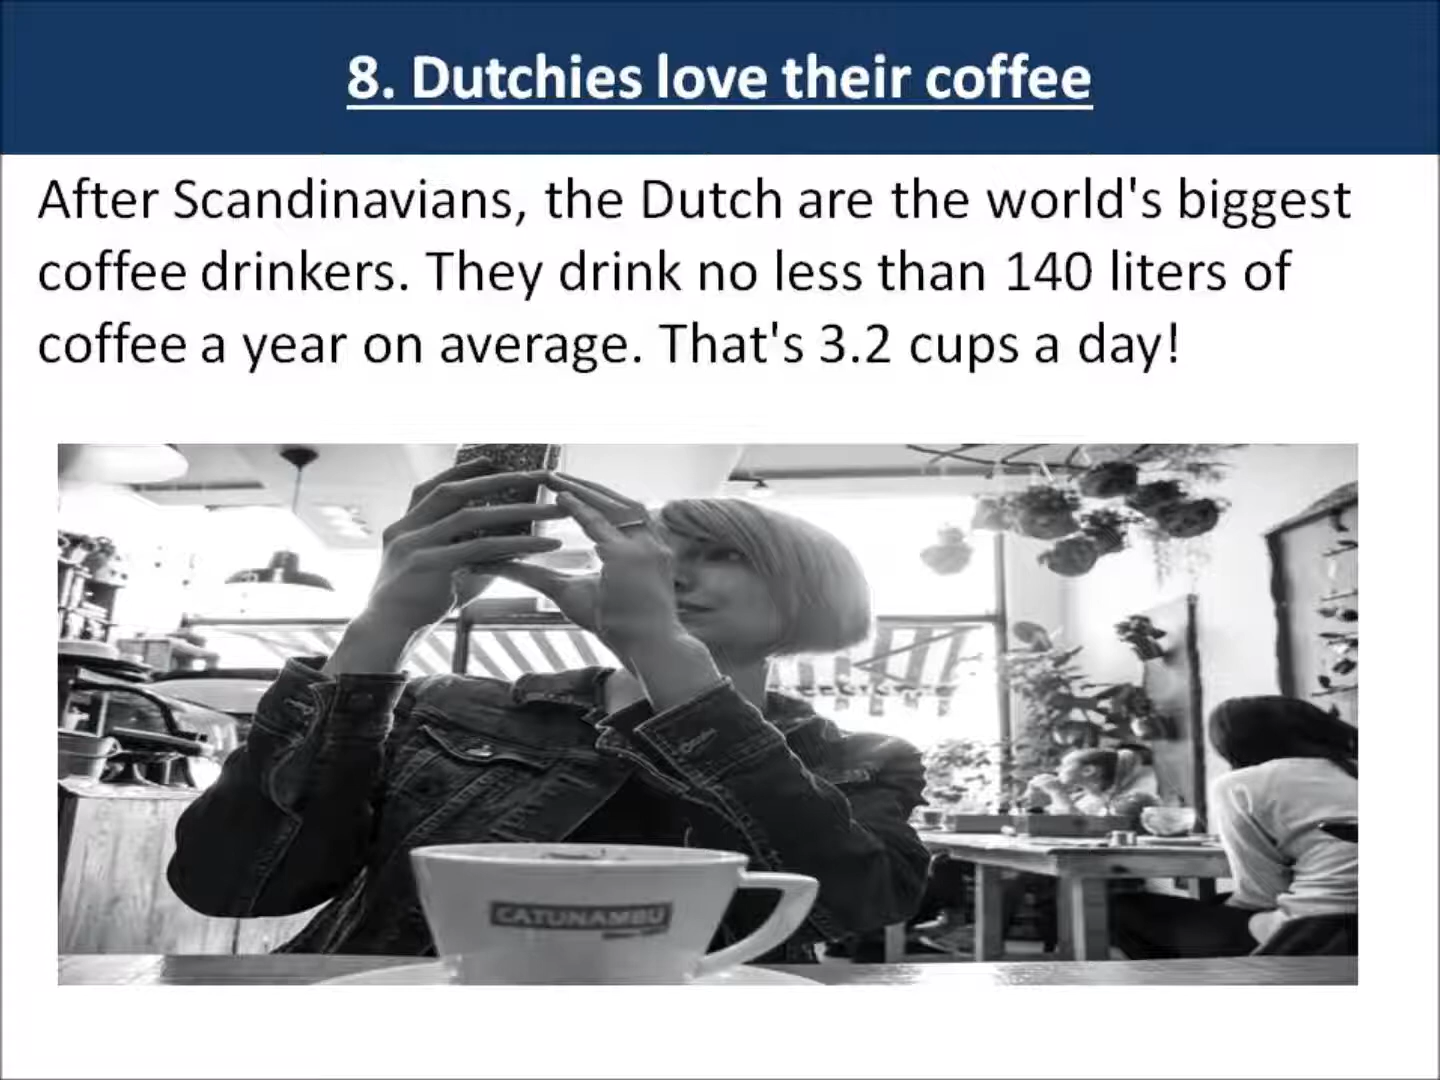 8. Dutchies love their coffee
After Scandinavians, the Dutch are the world's biggest
coffee drinkers. They drink no less than 140 liters of
coffee a year on average. That's 3.2 cups a day!
CATUNAMBU